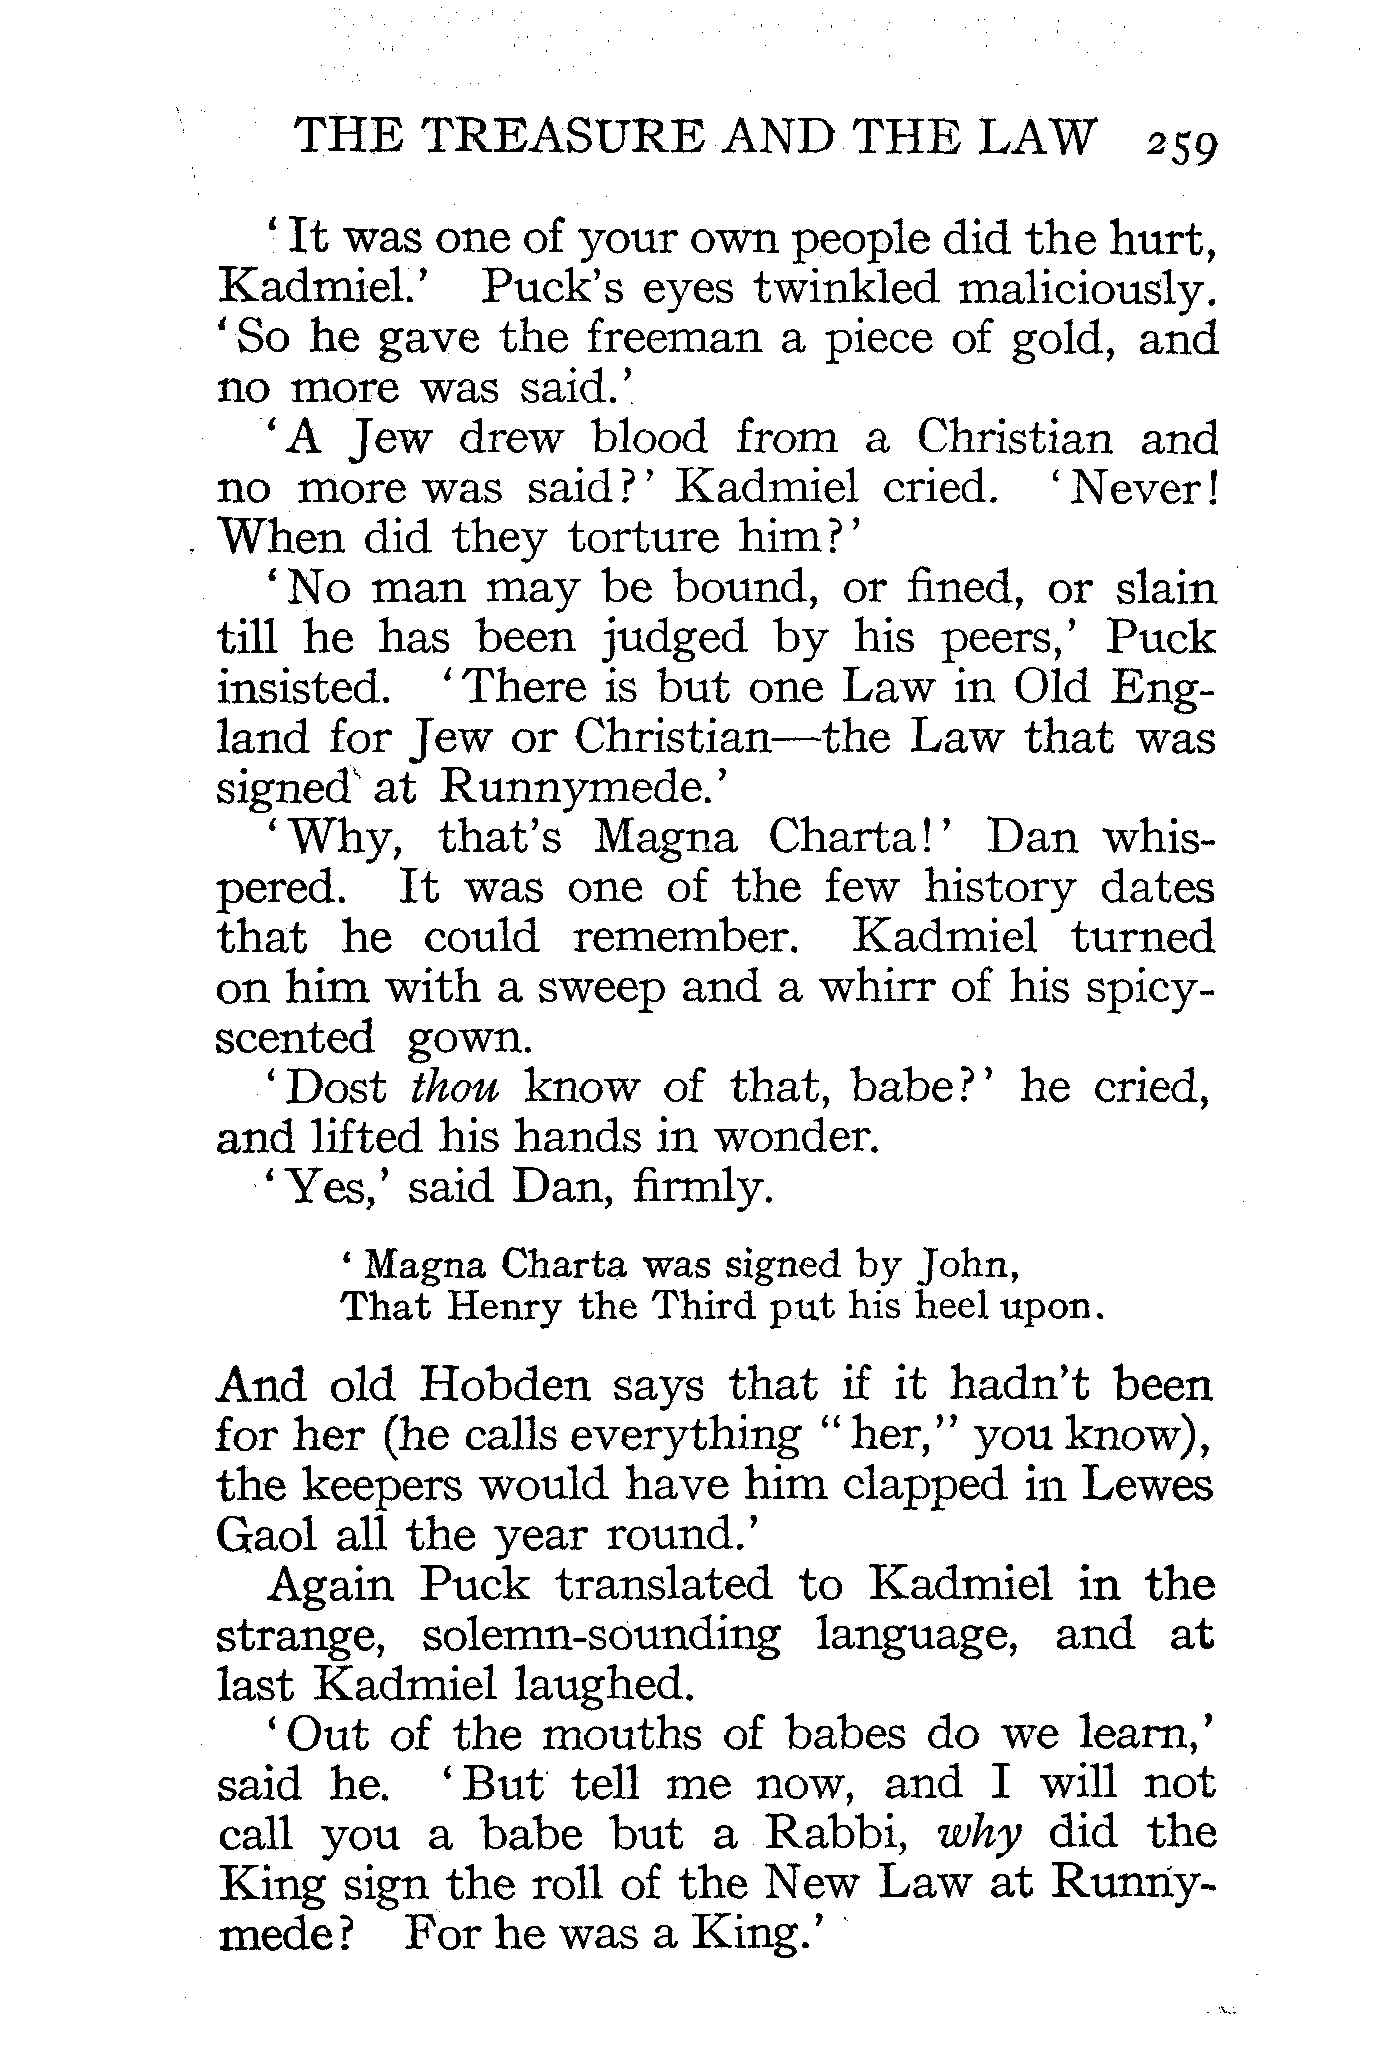 THE TREASURE AND THE LAW 259
‘It was one of your own people did the hurt,
Kadmiel.’ Puck’s eyes twinkled maliciously.
‘So he gave the freeman a piece of gold, and
no more was said.’
‘A Jew drew blood from a Christian and
no more was said?’ Kadmiel cried. ‘Never!
When did they torture him?’
‘No man may be bound, or fined, or slain
till he has been judged by his peers,’ Puck
insisted. ‘There is but one Law in Old Eng-
land for Jew or Christian—the Law that was
signed at Runnymede.’
‘Why, that’s Magna Charta!’ Dan whis-
pered. It was one of the few history dates
that he could remember. Kadmiel turned
on him with a sweep and a whirr of his spicy-
scented gown.
‘Dost thou know of that, babe?’ he cried,
and lifted his hands in wonder.
‘Yes,’ said Dan, firmly.
‘Magna Charta was signed by John,
That Henry the Third put his heel upon.
And old Hobden says that if it hadn’t been
for her (he calls everything “her,” you know),
the keepers would have him clapped in Lewes
Gaol all the year round.’
Again Puck translated to Kadmiel in the
strange, solemn-sounding language, and at
last Kadmiel laughed.
‘Out of the mouths of babes do we learn,’
said he. ‘But tell me now, and I will not
call you a babe but a Rabbi, why did the
King sign the roll of the New Law at Runny-
mede? For he was a King.’